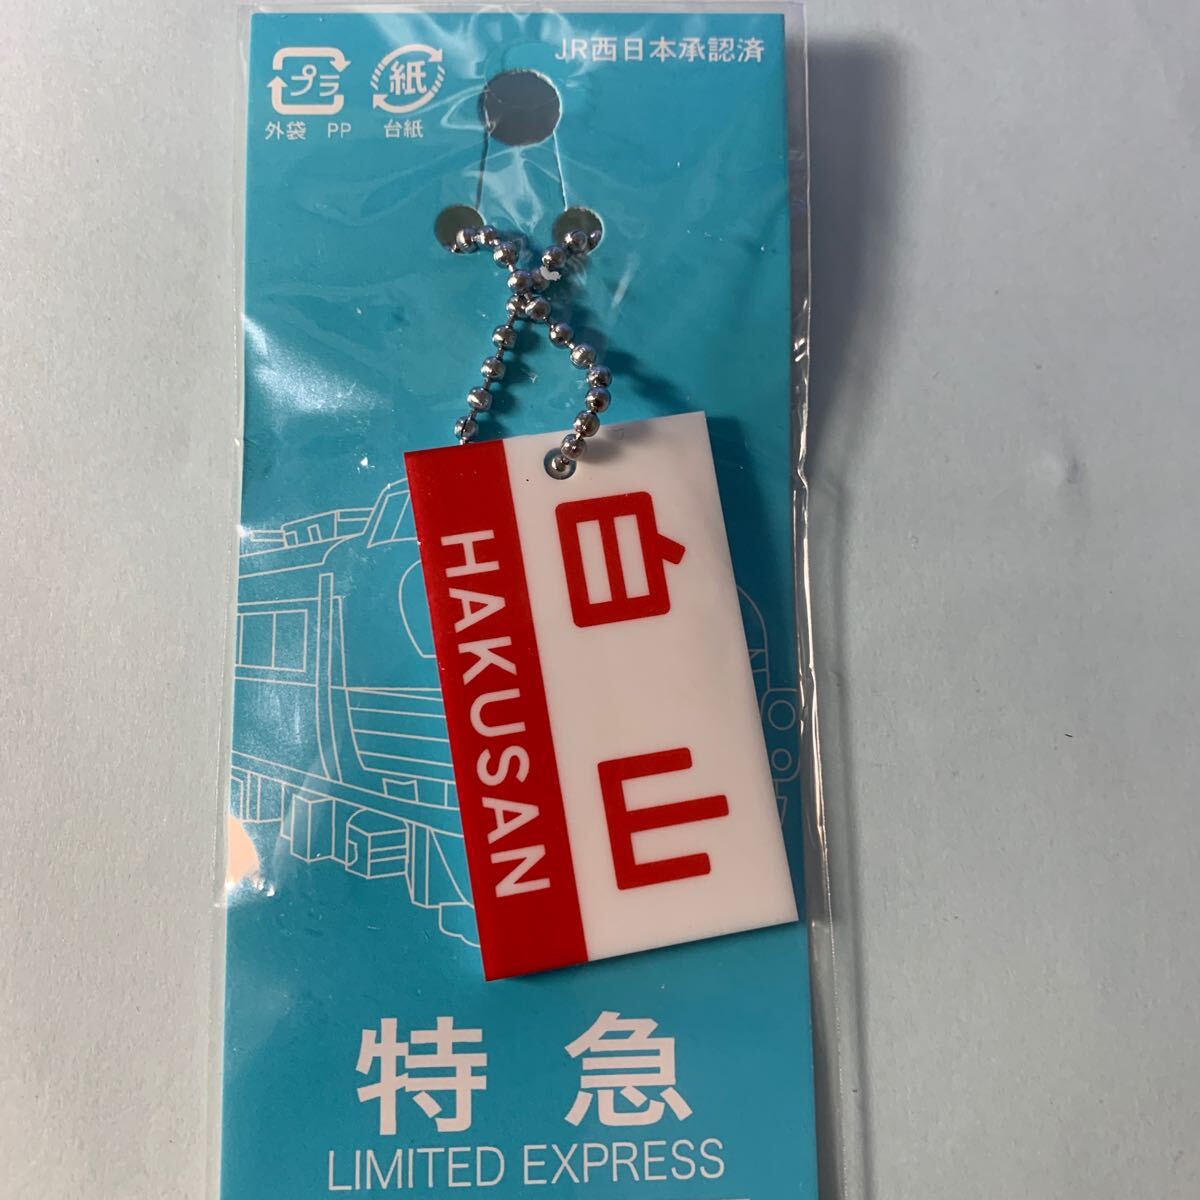 JR西日本承認済
プラ
紙
外袋 PP
台紙
白山
HAKUSAN
特急
LIMITED EXPRESS